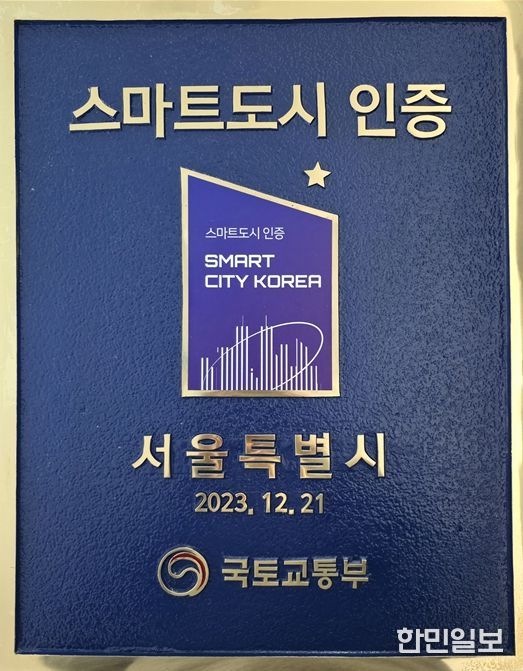 스마트도시 인증
스마트도시 인증
SMART
CITY KOREA
서울특별시
2023. 12. 21
국토교통부
한민일보